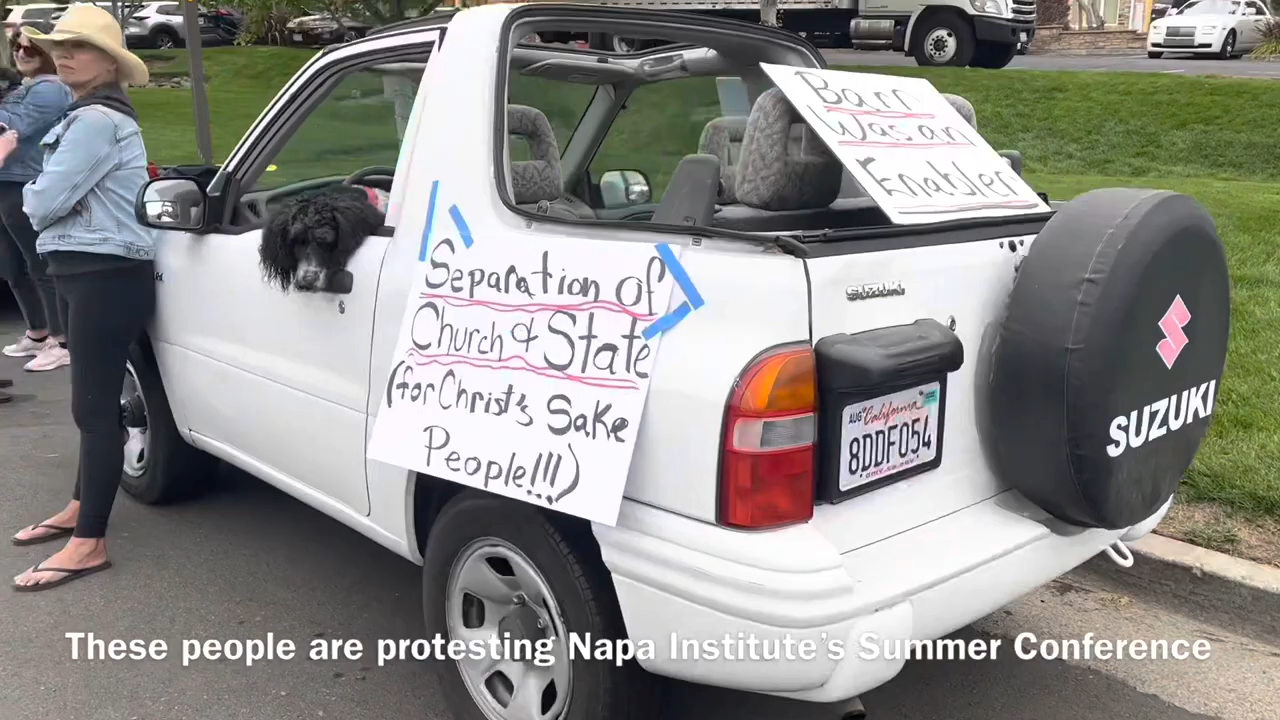 Barr
Was an
Enabler
Separation of
Church & State
(for Christ's Sake
People!!!)
SUZUKI
AUG California
8DDF054
SUZUKI
These people are protesting Napa Institute's Summer Conference